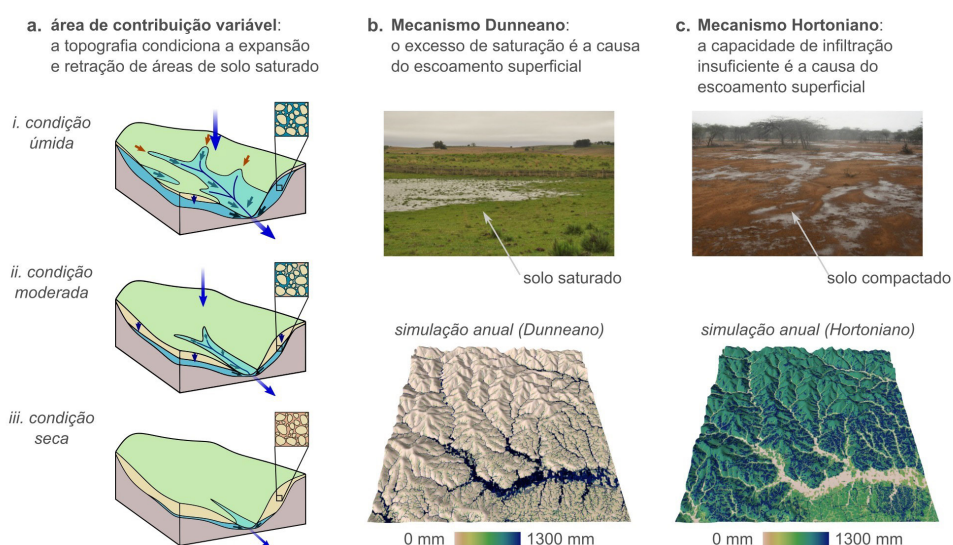 a. área de contribuição variável:
a topografia condiciona a expansão
e retração de áreas de solo saturado
i. condição
úmida
ii. condição
moderada
iii. condição
seca
b. Mecanismo Dunneano:
o excesso de saturação é a causa
do escoamento superficial
solo saturado
simulação anual (Dunneano)
0 mm 1300 mm
c. Mecanismo Hortoniano:
a capacidade de infiltração
insuficiente é a causa do
escoamento superficial
solo compactado
simulação anual (Hortoniano)
0 mm 1300 mm